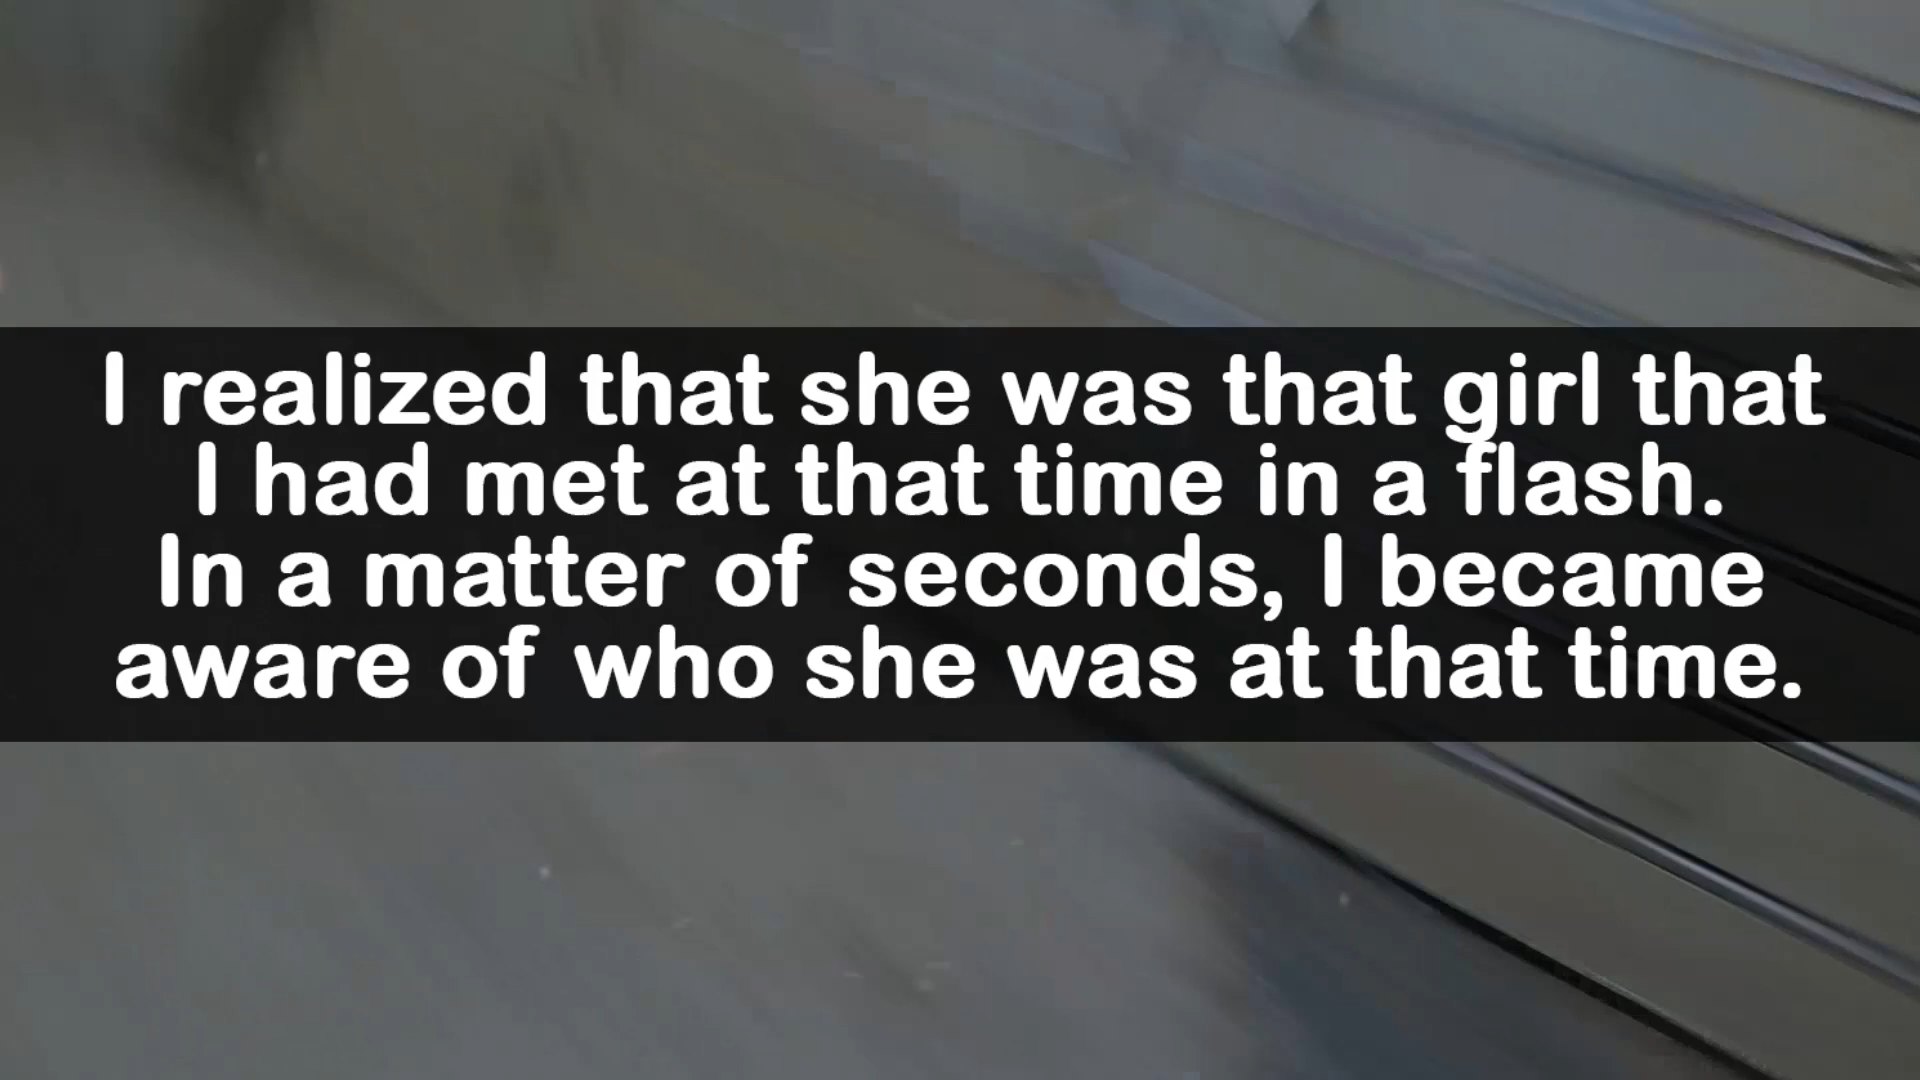 I realized that she was that girl that
I had met at that time in a flash.
In a matter of seconds, I became
aware of who she was at that time.